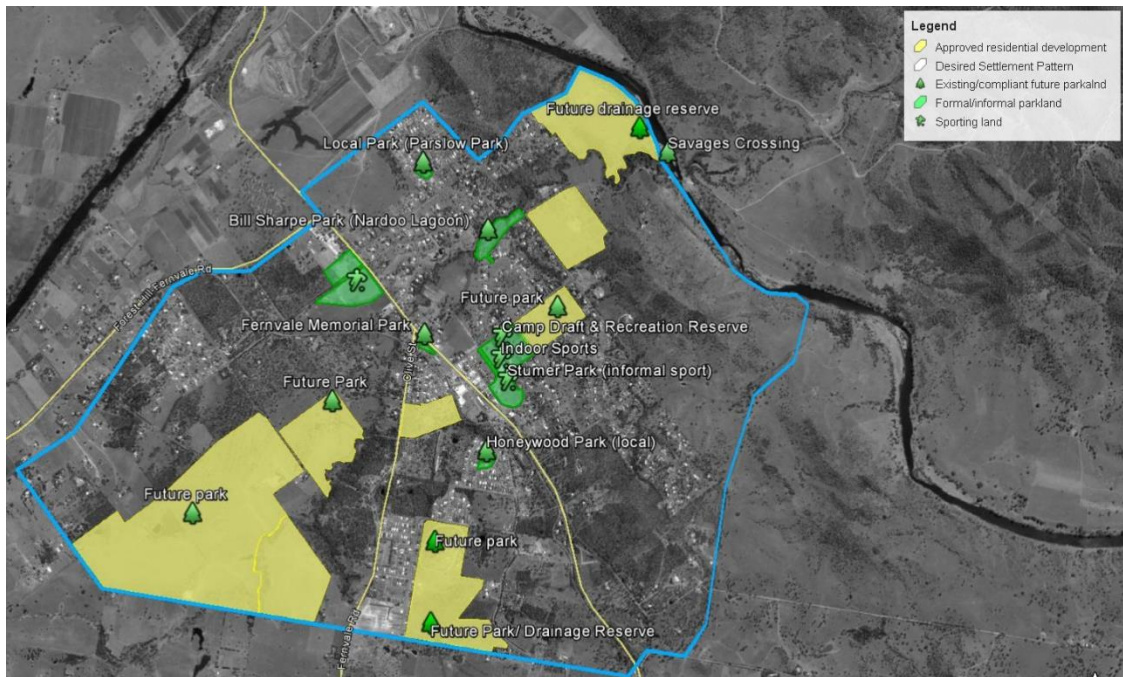 Legend
Approved residential development
Desired Settlement Pattern
Existing/compliant future parkalnd
Formal/informal parkland
Sporting land
Future drainage reserve
Savages Crossing
Local Park (Parslow Park)
Bill Sharpe Park (Nardoo Lagoon)
Forest Hill Fernvale Rd
Future park
Fernvale Memorial Park
Camp Draft & Recreation Reserve
Indoor Sports
Clive St
Stumer Park (informal sport)
Future Park
Honeywood Park (local)
Future park
Future park
Future Park/ Drainage Reserve
Fernvale Rd